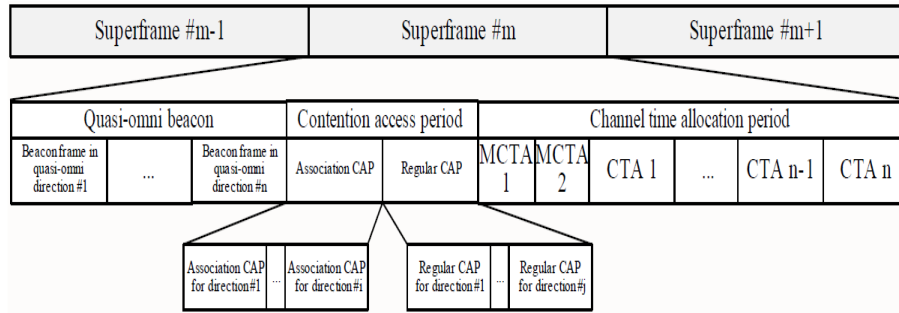 Superframe #m-1 Superframe #m Superframe #m+1
Quasi-omni beacon Contention access period Channel time allocation period
Beacon frame in
quasi-omni
direction #1
...
Beacon frame in
quasi-omni
direction #n
Association CAP
Regular CAP
MCTA
1
MCTA
2
CTA 1
...
CTA n-1
CTA n
Association CAP
for direction#1
...
Association CAP
for direction#i
Regular CAP
for direction#1
...
Regular CAP
for direction#j